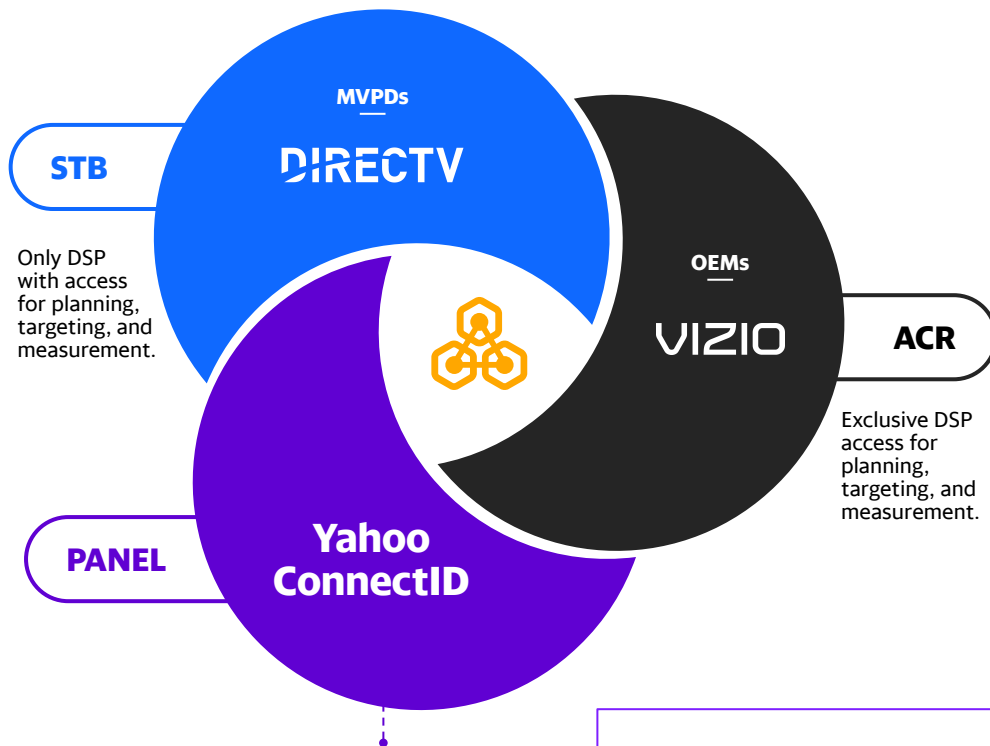 MVPDs
DIRECTV
STB
Only DSP
with access
for planning,
targeting, and
measurement.
OEMs
VIZIO
ACR
Exclusive DSP
access for
planning,
targeting, and
measurement.
PANEL
Yahoo
ConnectID